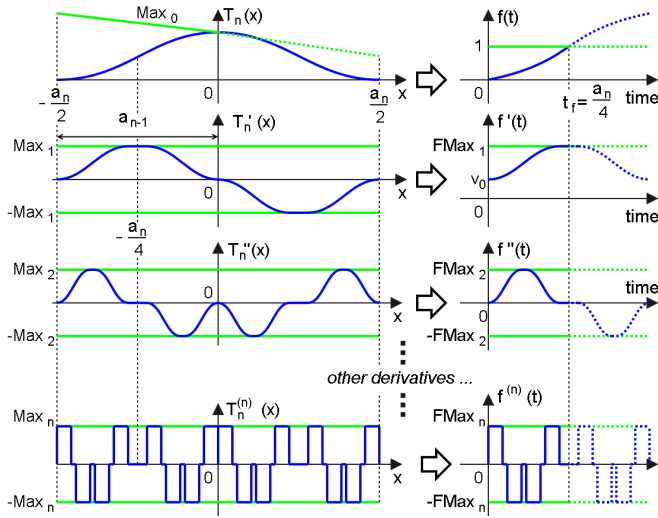 Max 0 T n (x) f(t)
1
0 x 0 time
- a n / 2 a n / 2 t f = a n / 4
a n-1 T n '(x) f '(t)
Max 1 FMax 1
0 v 0
-Max 1 x 0 time
- a n / 4
T n "(x) f "(t)
Max 2 FMax 2
0 time
0
-Max 2 x -FMax 2
other derivatives ...
T n (n) (x) f (n) (t)
Max n FMax n
0 x 0 time
-Max n -FMax n